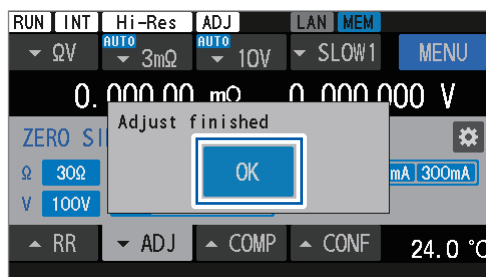 RUN INT Hi-Res ADJ LAN MEM
ΩV AUTO 3mΩ AUTO 10V SLOW1 MENU
0. 000 00 mΩ 0 000 000 V
Adjust finished
ZERO
OK
Ω 30Ω mA 300mA
V 100V
RR ADJ COMP CONF 24.0 °C